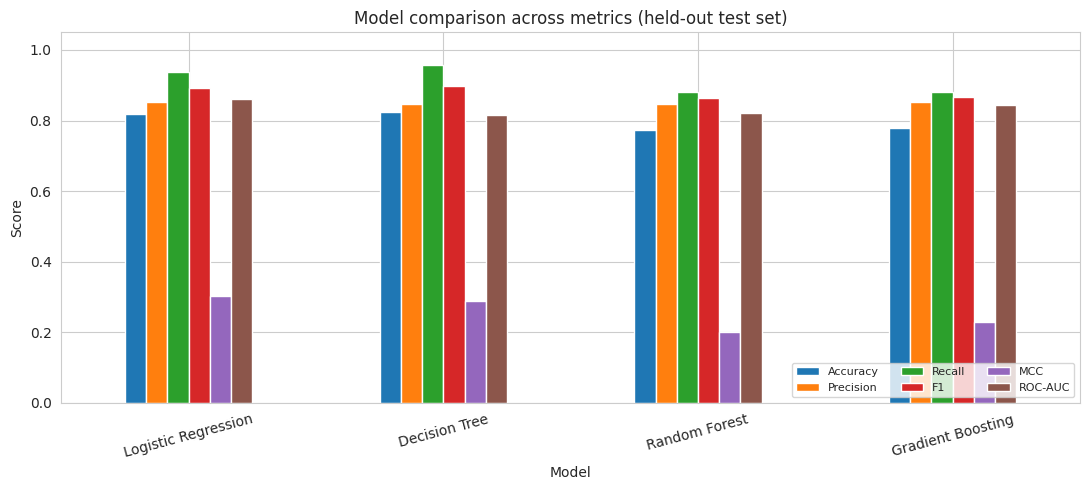 Model comparison across metrics (held-out test set)
1.0
0.8
0.6
0.4
0.2
0.0
Score
Accuracy Recall MCC
Precision F1 ROC-AUC
Logistic Regression Decision Tree Random Forest Gradient Boosting
Model